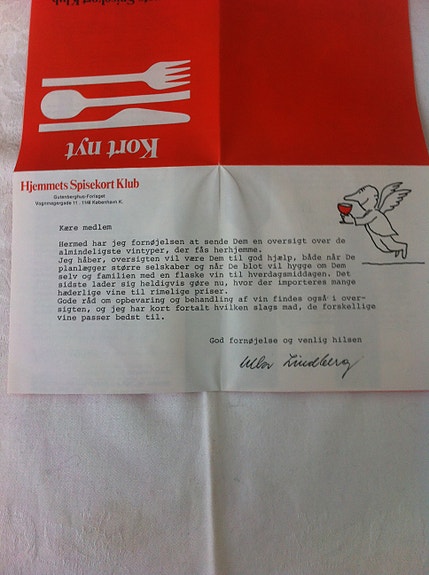 Hjemmets Spisekort Klub
Kort nyt
Hjemmets Spisekort Klub
Gutenberghus-Forlaget
Vognmagergade 11 . 1148 København K.
Kære medlem
Hermed har jeg fornøjelsen at sende Dem en oversigt over de
almindeligste vintyper, der fås herhjemme.
Jeg håber, oversigten vil være Dem til god hjælp, både når De
planlægger større selskaber og når De blot vil hygge om Dem
selv og familien med en flaske vin til hverdagsmiddagen. Det
sidste lader sig heldigvis gøre nu, hvor der importeres mange
hæderlige vine til rimelige priser.
Gode råd om opbevaring og behandling af vin findes også i over-
sigten, og jeg har kort fortalt hvilken slags mad, de forskellige
vine passer bedst til.
God fornøjelse og venlig hilsen
Ulla Lindberg